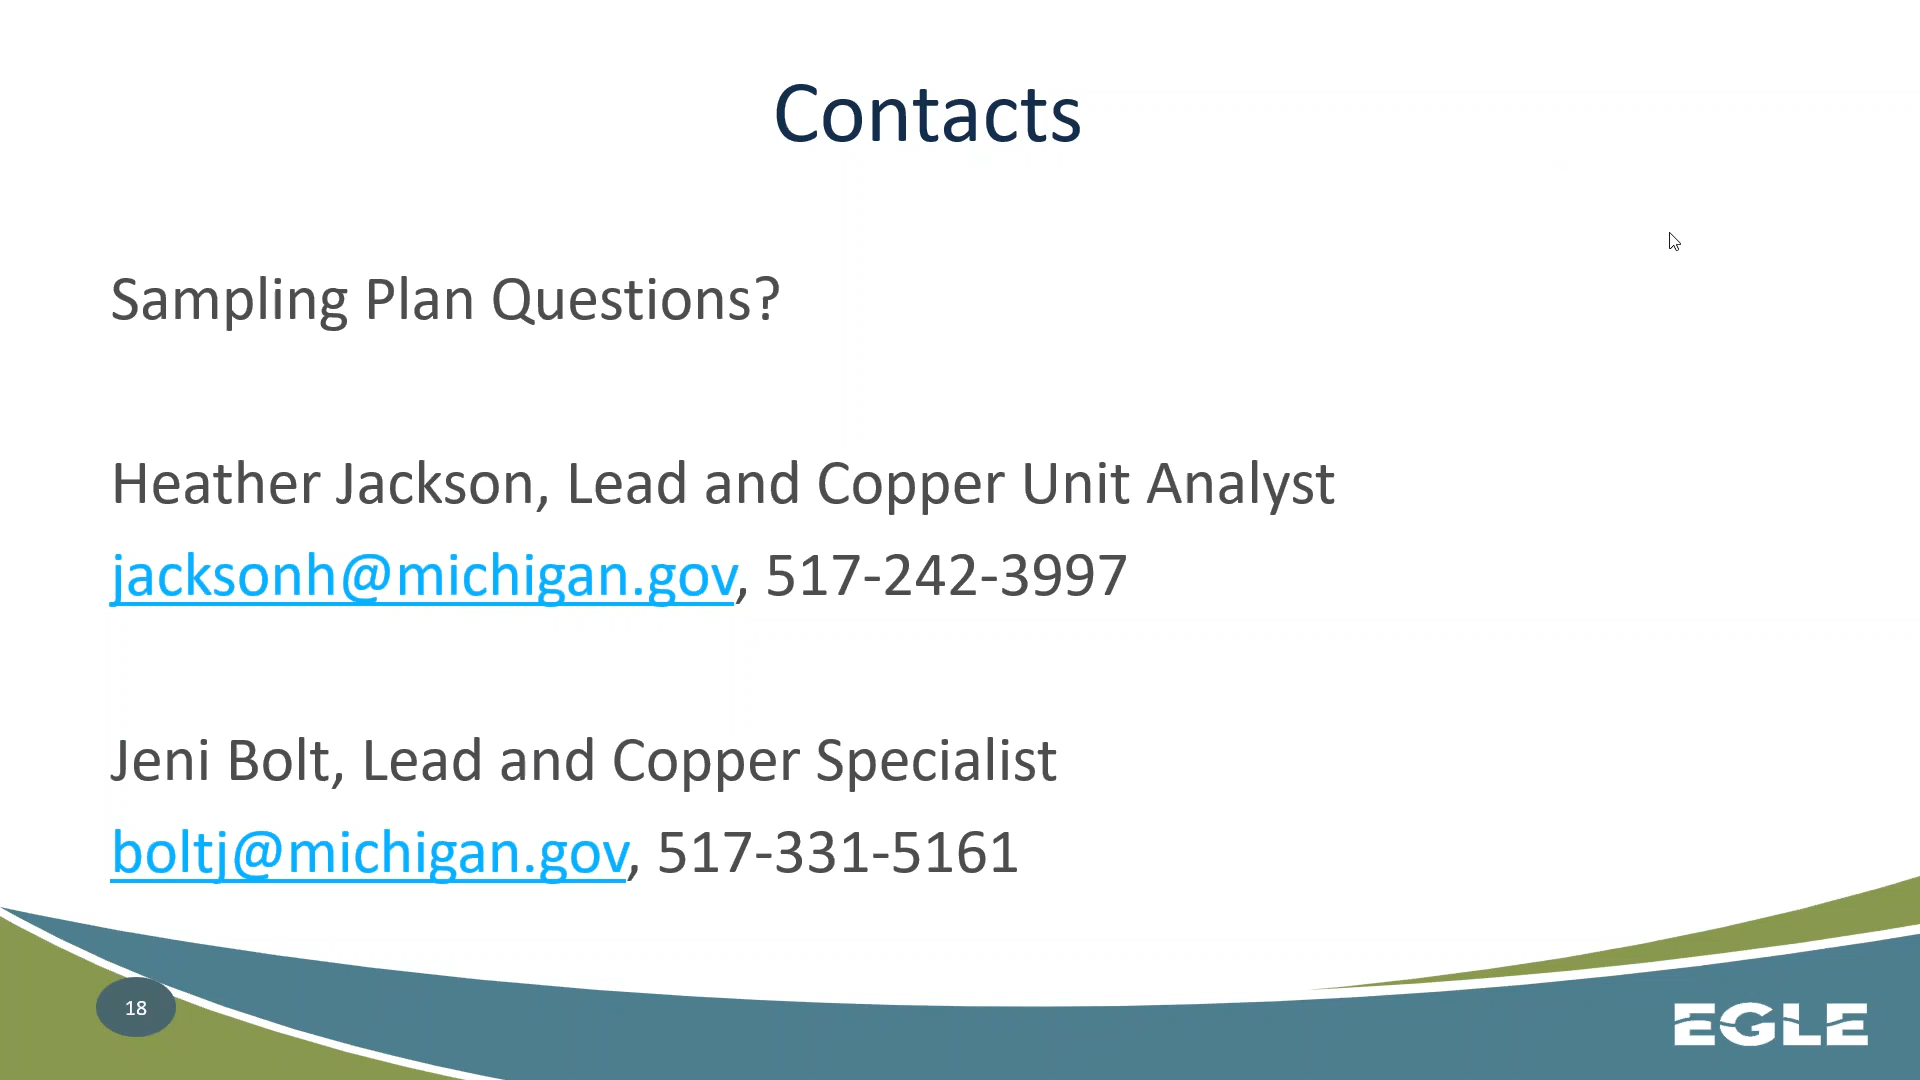 Contacts
Sampling Plan Questions?
Heather Jackson, Lead and Copper Unit Analyst
jacksonh@michigan.gov, 517-242-3997
Jeni Bolt, Lead and Copper Specialist
boltj@michigan.gov, 517-331-5161
18
EGLE